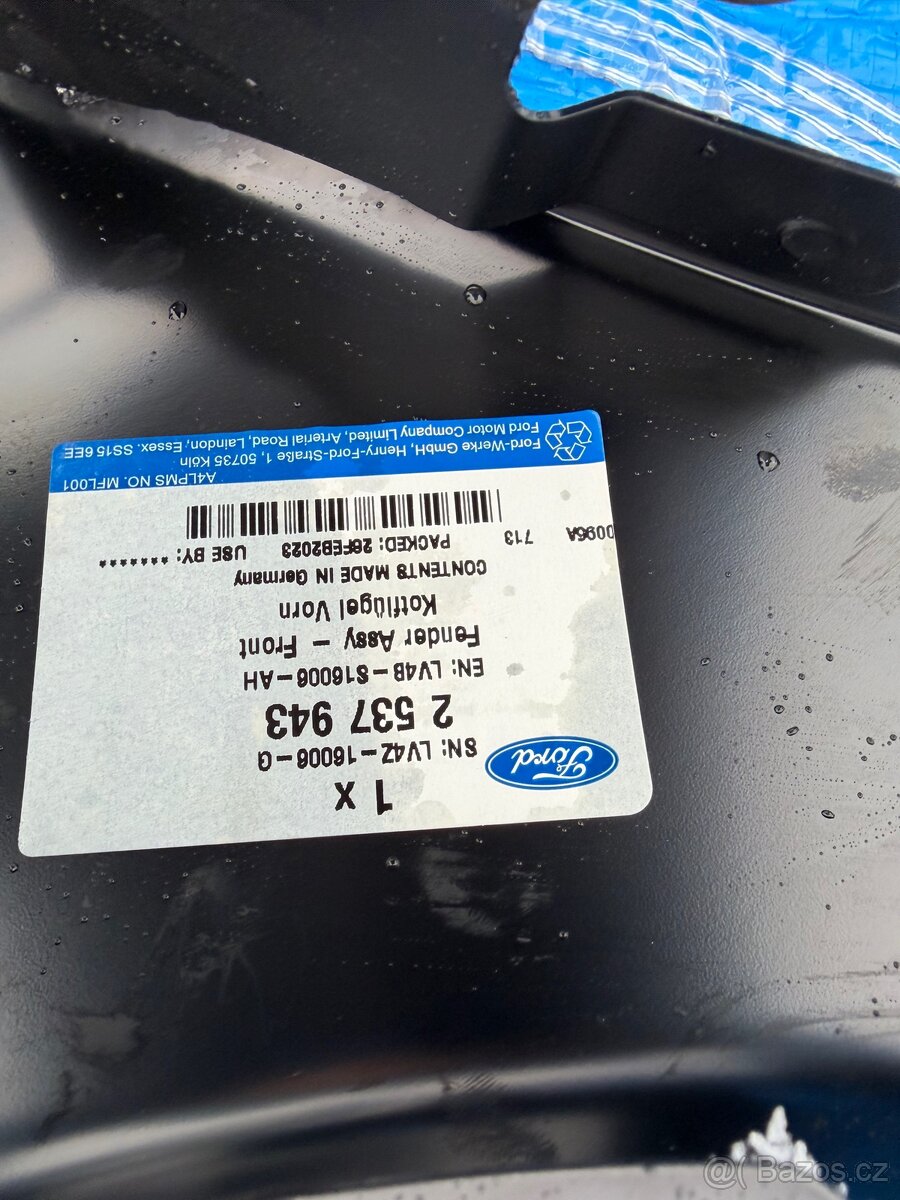 1 x
SN: LV4Z-16006-G
Ford
2 537 943
EN: LV4B-S16006-AH
Fender Assy - Front
Kotflügel Vorn
CONTENTS MADE IN Germany
PACKED: 28FEB2023 USE BY: ******
713
0096A
A4LPMS NO. MFL001
Ford-Werke GmbH, Henry-Ford-Straße 1, 50735 Köln
Ford Motor Company Limited, Arterial Road, Laindon, Essex. SS15 6EE
@( Bazos.cz